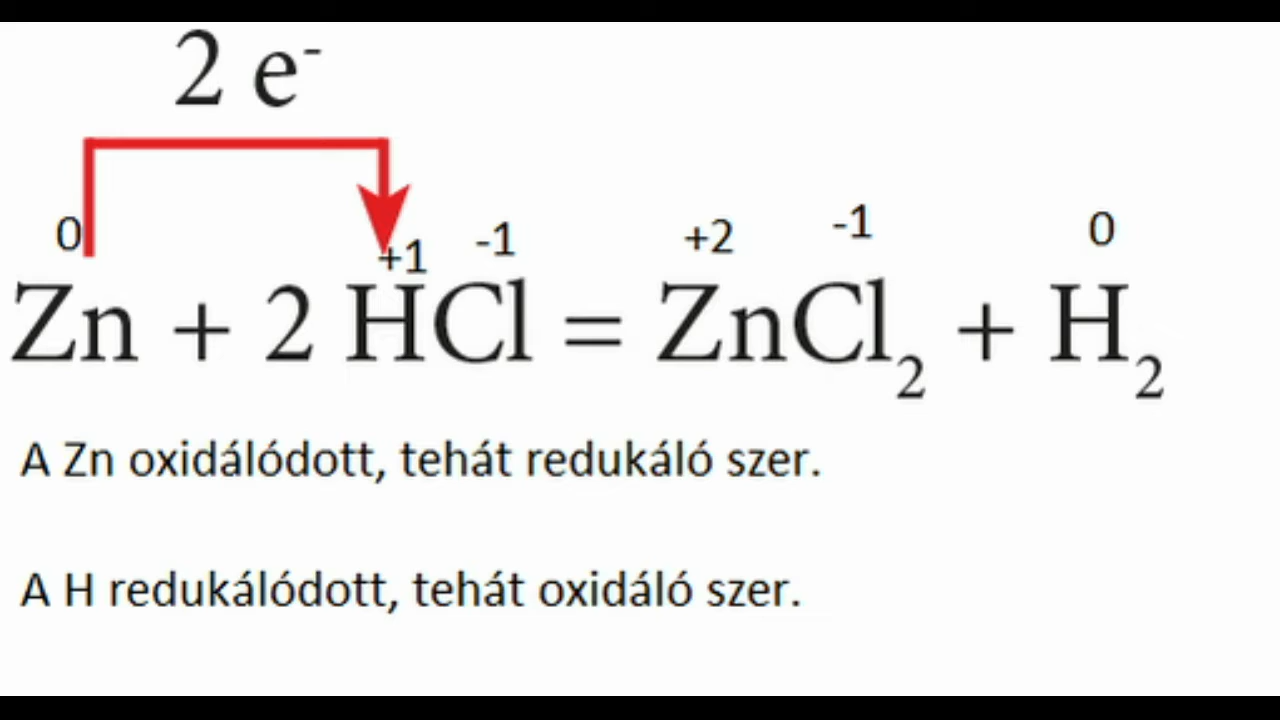 2 e⁻
0 +1 -1 +2 -1 0
Zn + 2 HCl = ZnCl₂ + H₂
A Zn oxidálódott, tehát redukáló szer.
A H redukálódott, tehát oxidáló szer.